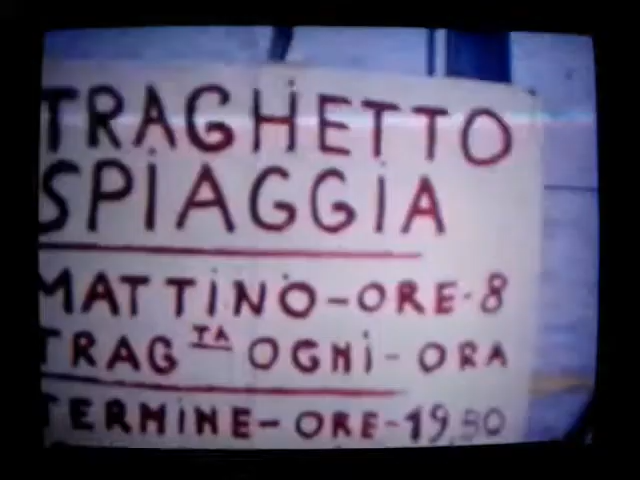 TRAGHETTO
SPiAGGiA
MATTiNO-ORE-8
TRAG TA OGNi-ORA
TERMiNE-ORE-19,30